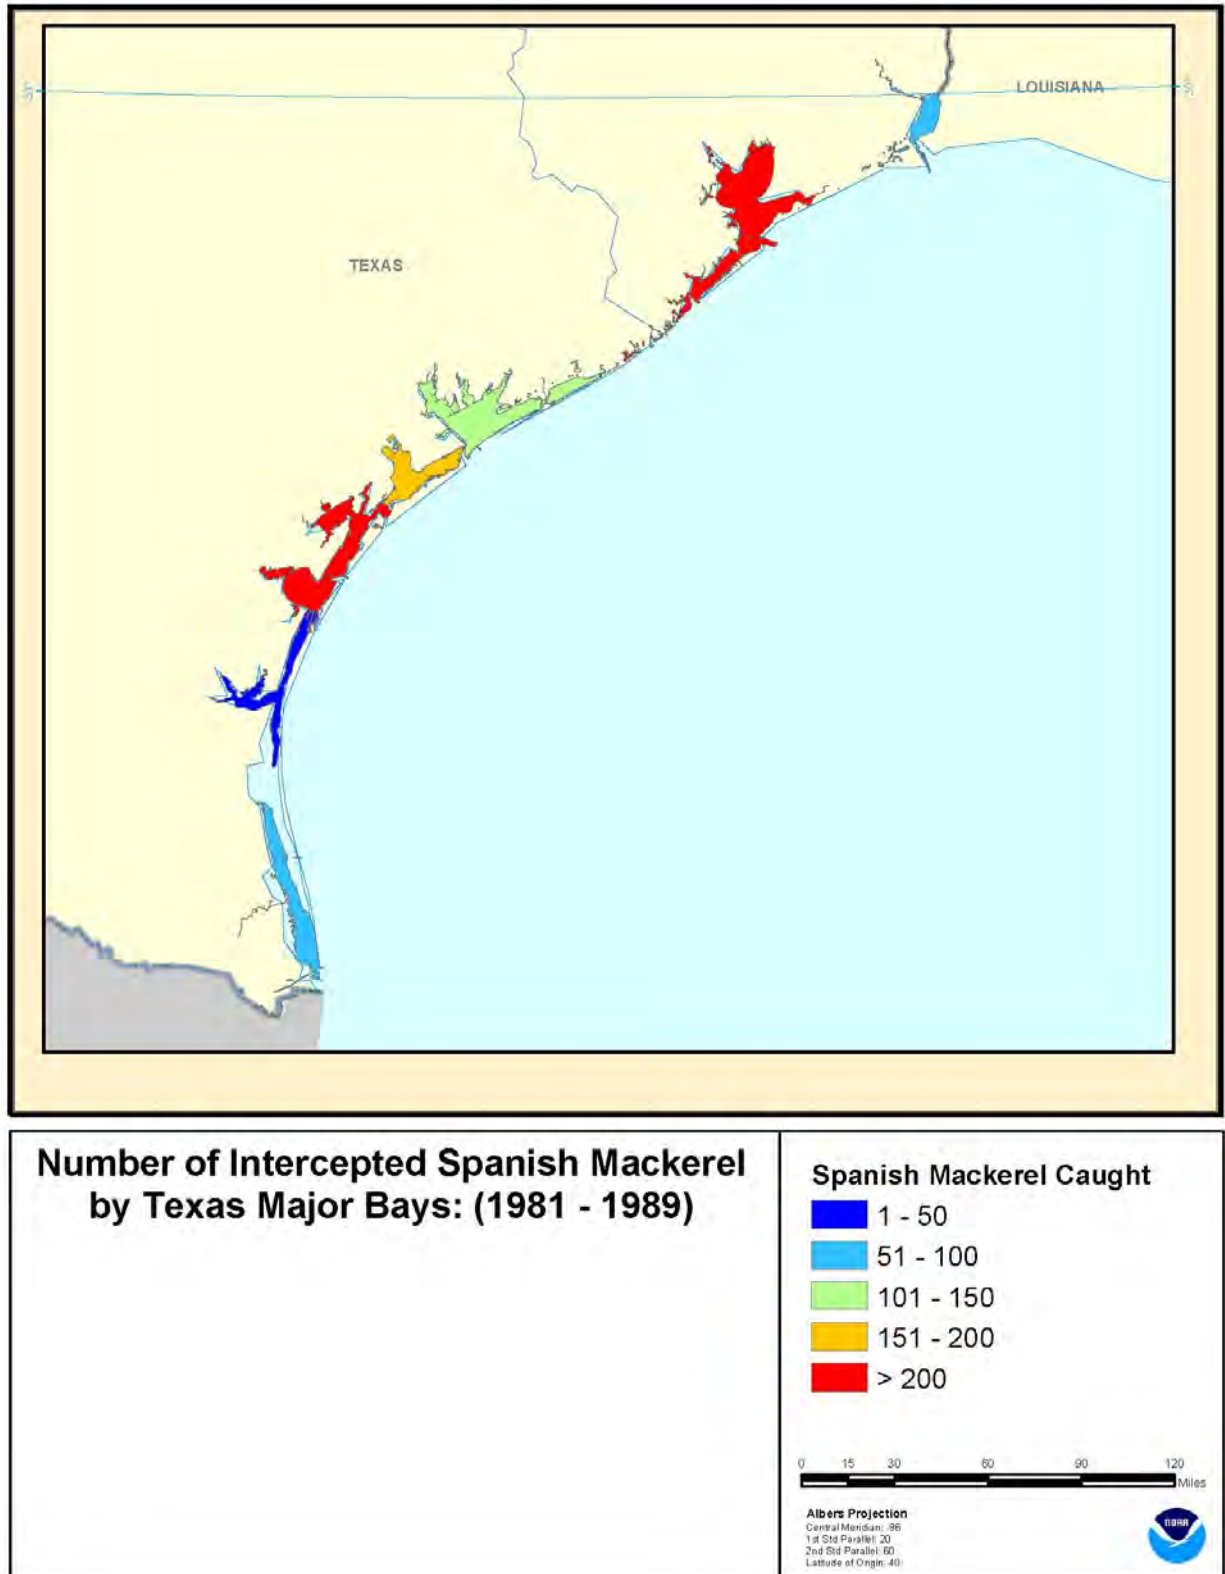 LOUISIANA
TEXAS
Number of Intercepted Spanish Mackerel
by Texas Major Bays: (1981 - 1989)
Spanish Mackerel Caught
1 - 50
51 - 100
101 - 150
151 - 200
> 200
0 15 30 60 90 120
Miles
Albers Projection
Central Meridian: -96
1st Std Parallel: 20
2nd Std Parallel: 60
Latitude of Origin: 40
NOAA